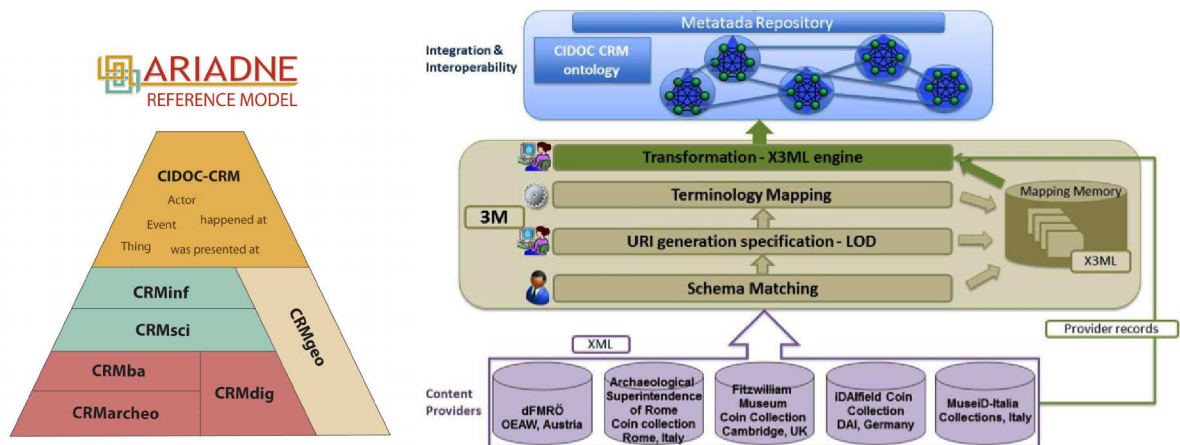 ARIADNE
REFERENCE MODEL
CIDOC-CRM
Actor
Event
happened at
Thing
was presented at
CRMinf
CRMsci
CRMgeo
CRMba
CRMdig
CRMarcheo
Metatada Repository
Integration &
Interoperability
CIDOC CRM
ontology
Transformation - X3ML engine
Terminology Mapping
Mapping Memory
3M
URI generation specification - LOD
X3ML
Schema Matching
Provider records
XML
Content
Providers
dFMRÖ
OEAW, Austria
Archaeological
Superintendence
of Rome
Coin collection
Rome, Italy
Fitzwilliam
Museum
Coin Collection
Cambridge, UK
iDAIfield Coin
Collection
DAI, Germany
MuseiD-Italia
Collections, Italy